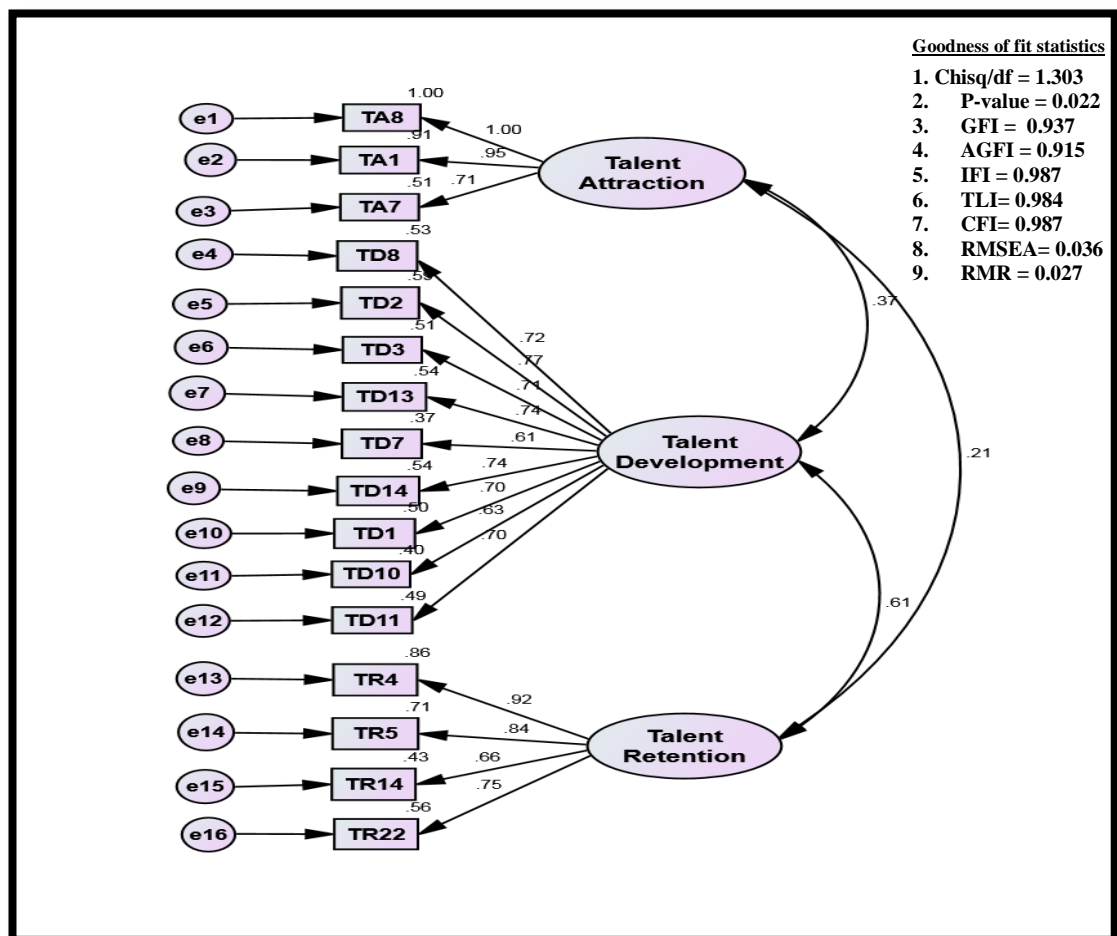 Goodness of fit statistics
1. Chisq/df = 1.303
2. P-value = 0.022
3. GFI = 0.937
4. AGFI = 0.915
5. IFI = 0.987
6. TLI= 0.984
7. CFI= 0.987
8. RMSEA= 0.036
9. RMR = 0.027
1.00
e1
TA8
1.00
.91
e2
TA1
.95
.51
e3
TA7
.71
Talent
Attraction
.53
e4
TD8
.72
.59
e5
TD2
.77
.51
e6
TD3
.71
.54
e7
TD13
.74
.37
e8
TD7
.61
.54
e9
TD14
.74
.50
e10
TD1
.70
.40
e11
TD10
.63
.49
e12
TD11
.70
Talent
Development
.86
e13
TR4
.92
.71
e14
TR5
.84
.43
e15
TR14
.66
.56
e16
TR22
.75
Talent
Retention
.37
.21
.61